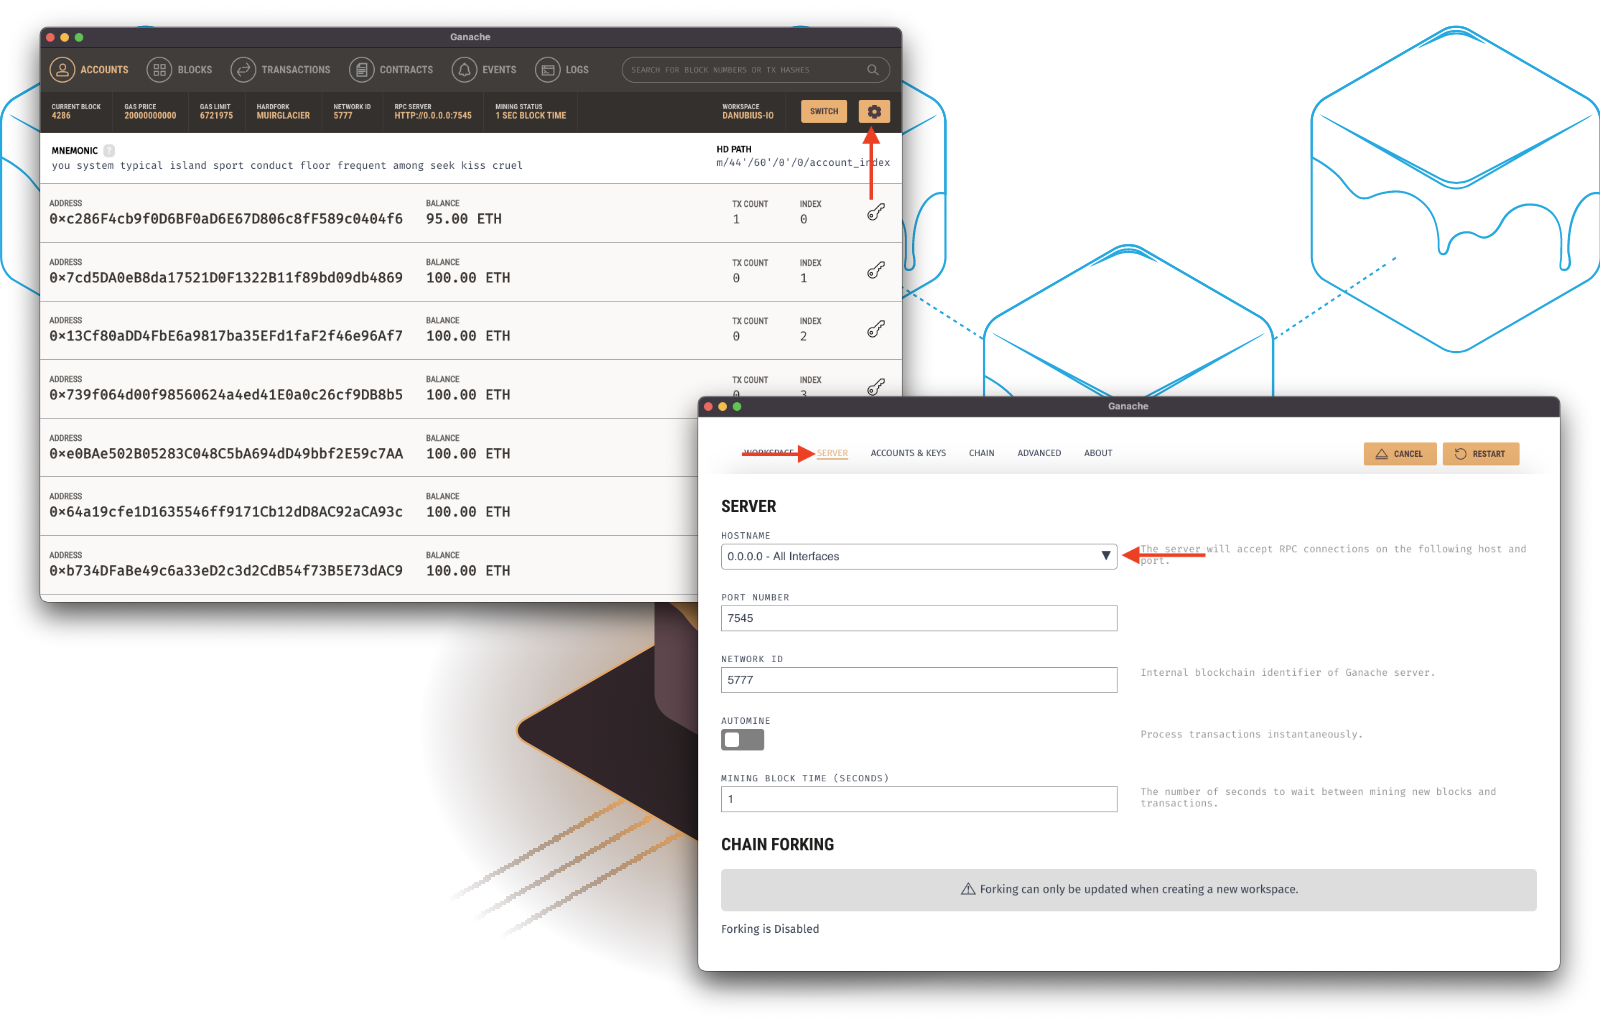 Ganache
ACCOUNTS BLOCKS TRANSACTIONS CONTRACTS EVENTS LOGS SEARCH FOR BLOCK NUMBERS OR TX HASHES
CURRENT BLOCK GAS PRICE GAS LIMIT HARDFORK NETWORK ID RPC SERVER MINING STATUS WORKSPACE
4286 20000000000 6721975 MUIRGLACIER 5777 HTTP://0.0.0.0:7545 1 SEC BLOCK TIME DANUBIUS-IO SWITCH
MNEMONIC ? HD PATH
you system typical island sport conduct floor frequent among seek kiss cruel m/44'/60'/0'/0/account_index
ADDRESS BALANCE TX COUNT INDEX
0×c286F4cb9f0D6BF0aD6E67D806c8fF589c0404f6 95.00 ETH 1 0
ADDRESS BALANCE TX COUNT INDEX
0×7cd5DA0eB8da17521D0F1322B11f89bd09db4869 100.00 ETH 0 1
ADDRESS BALANCE TX COUNT INDEX
0×13Cf80aDD4FbE6a9817ba35EFd1faF2f46e96Af7 100.00 ETH 0 2
ADDRESS BALANCE TX COUNT INDEX
0×739f064d00f98560624a4ed41E0a0c26cf9DB8b5 100.00 ETH 0 3
ADDRESS BALANCE
0×e0BAe502B05283C048C5bA694dD49bbf2E59c7AA 100.00 ETH
ADDRESS BALANCE
0×64a19cfe1D1635546ff9171Cb12dD8AC92aCA93c 100.00 ETH
ADDRESS BALANCE
0×b734DFaBe49c6a33eD2c3d2CdB54f73B5E73dAC9 100.00 ETH
Ganache
WORKSPACE SERVER ACCOUNTS & KEYS CHAIN ADVANCED ABOUT CANCEL RESTART
SERVER
HOSTNAME
0.0.0.0 - All Interfaces
The server will accept RPC connections on the following host and
port.
PORT NUMBER
7545
NETWORK ID
5777
Internal blockchain identifier of Ganache server.
AUTOMINE
Process transactions instantaneously.
MINING BLOCK TIME (SECONDS)
1
The number of seconds to wait between mining new blocks and
transactions.
CHAIN FORKING
Forking can only be updated when creating a new workspace.
Forking is Disabled